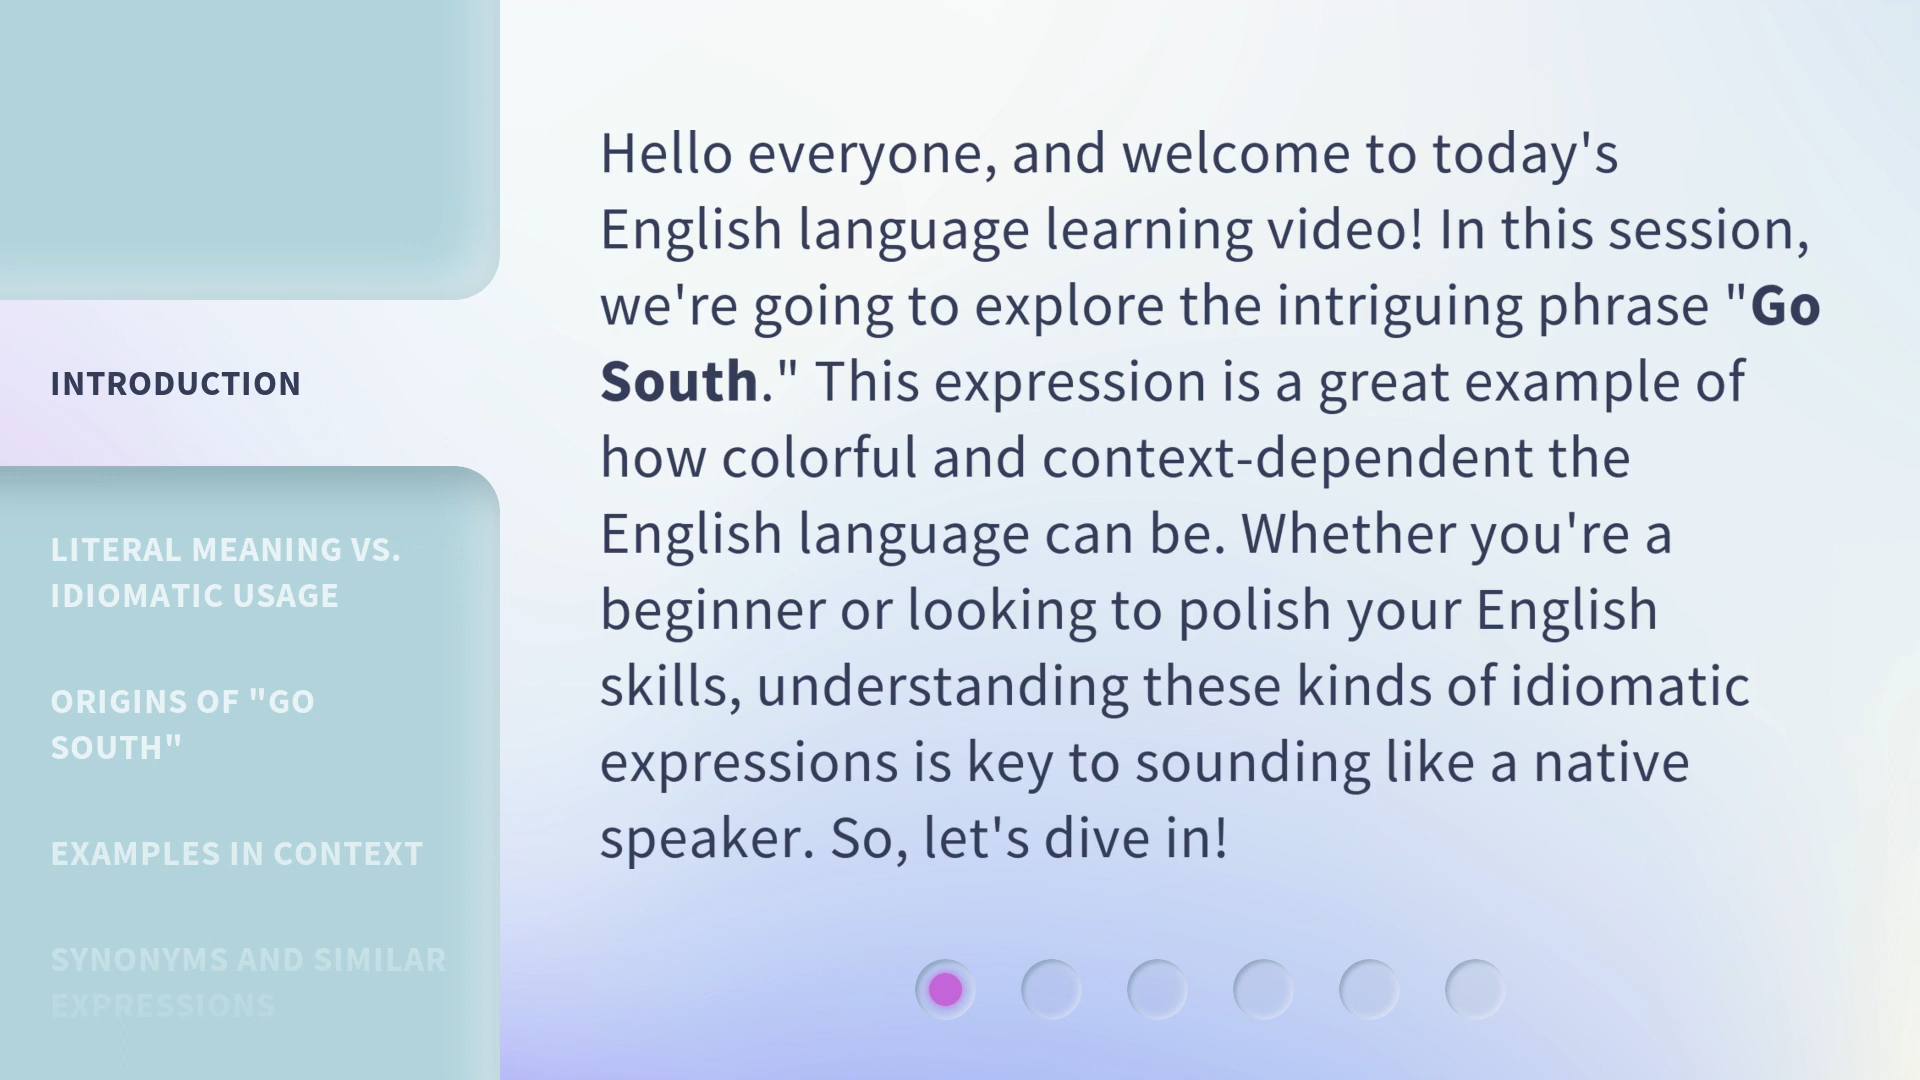 INTRODUCTION
LITERAL MEANING VS.
IDIOMATIC USAGE
ORIGINS OF "GO
SOUTH"
EXAMPLES IN CONTEXT
SYNONYMS AND SIMILAR
EXPRESSIONS
Hello everyone, and welcome to today's
English language learning video! In this session,
we're going to explore the intriguing phrase "Go
South." This expression is a great example of
how colorful and context-dependent the
English language can be. Whether you're a
beginner or looking to polish your English
skills, understanding these kinds of idiomatic
expressions is key to sounding like a native
speaker. So, let's dive in!